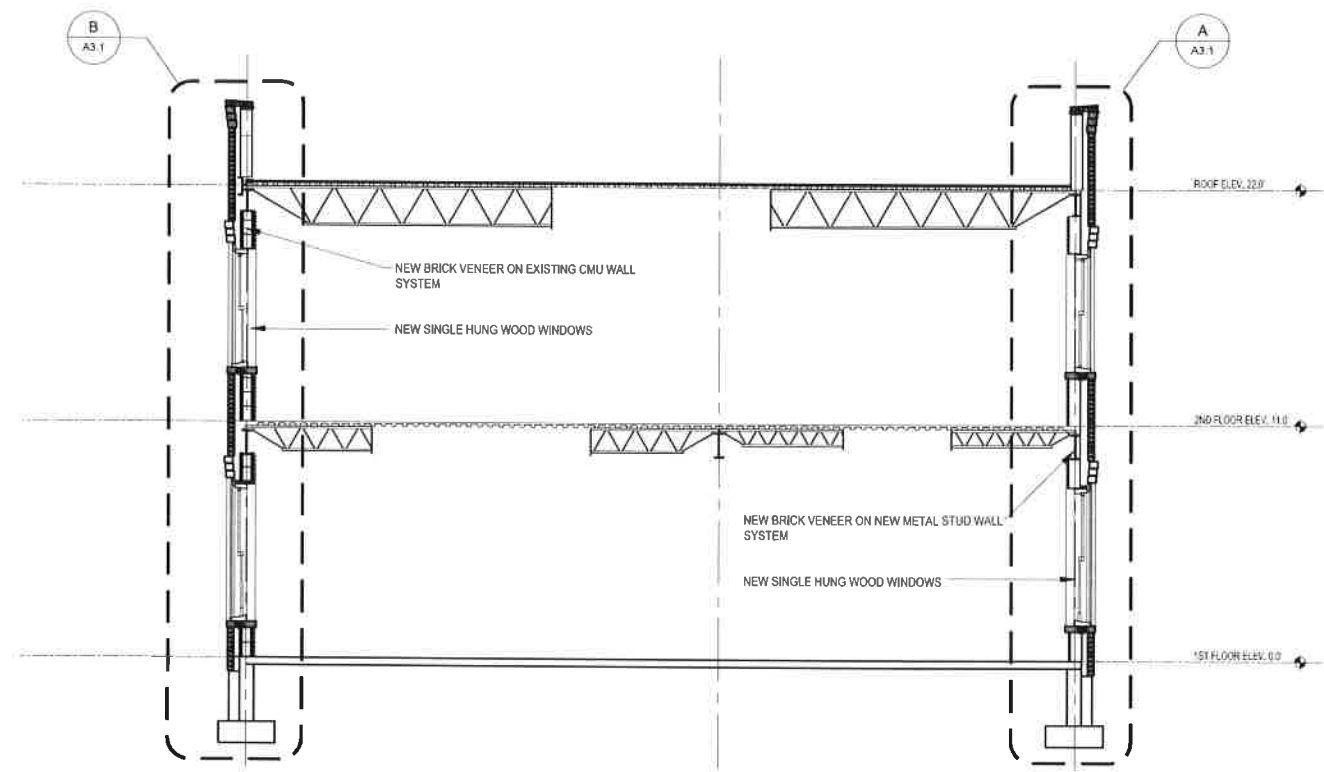 B
A3.1
A
A3.1
ROOF ELEV. 22.0'
NEW BRICK VENEER ON EXISTING CMU WALL
SYSTEM
NEW SINGLE HUNG WOOD WINDOWS
2ND FLOOR ELEV. 11.0'
NEW BRICK VENEER ON NEW METAL STUD WALL
SYSTEM
NEW SINGLE HUNG WOOD WINDOWS
1ST FLOOR ELEV. 0.0'